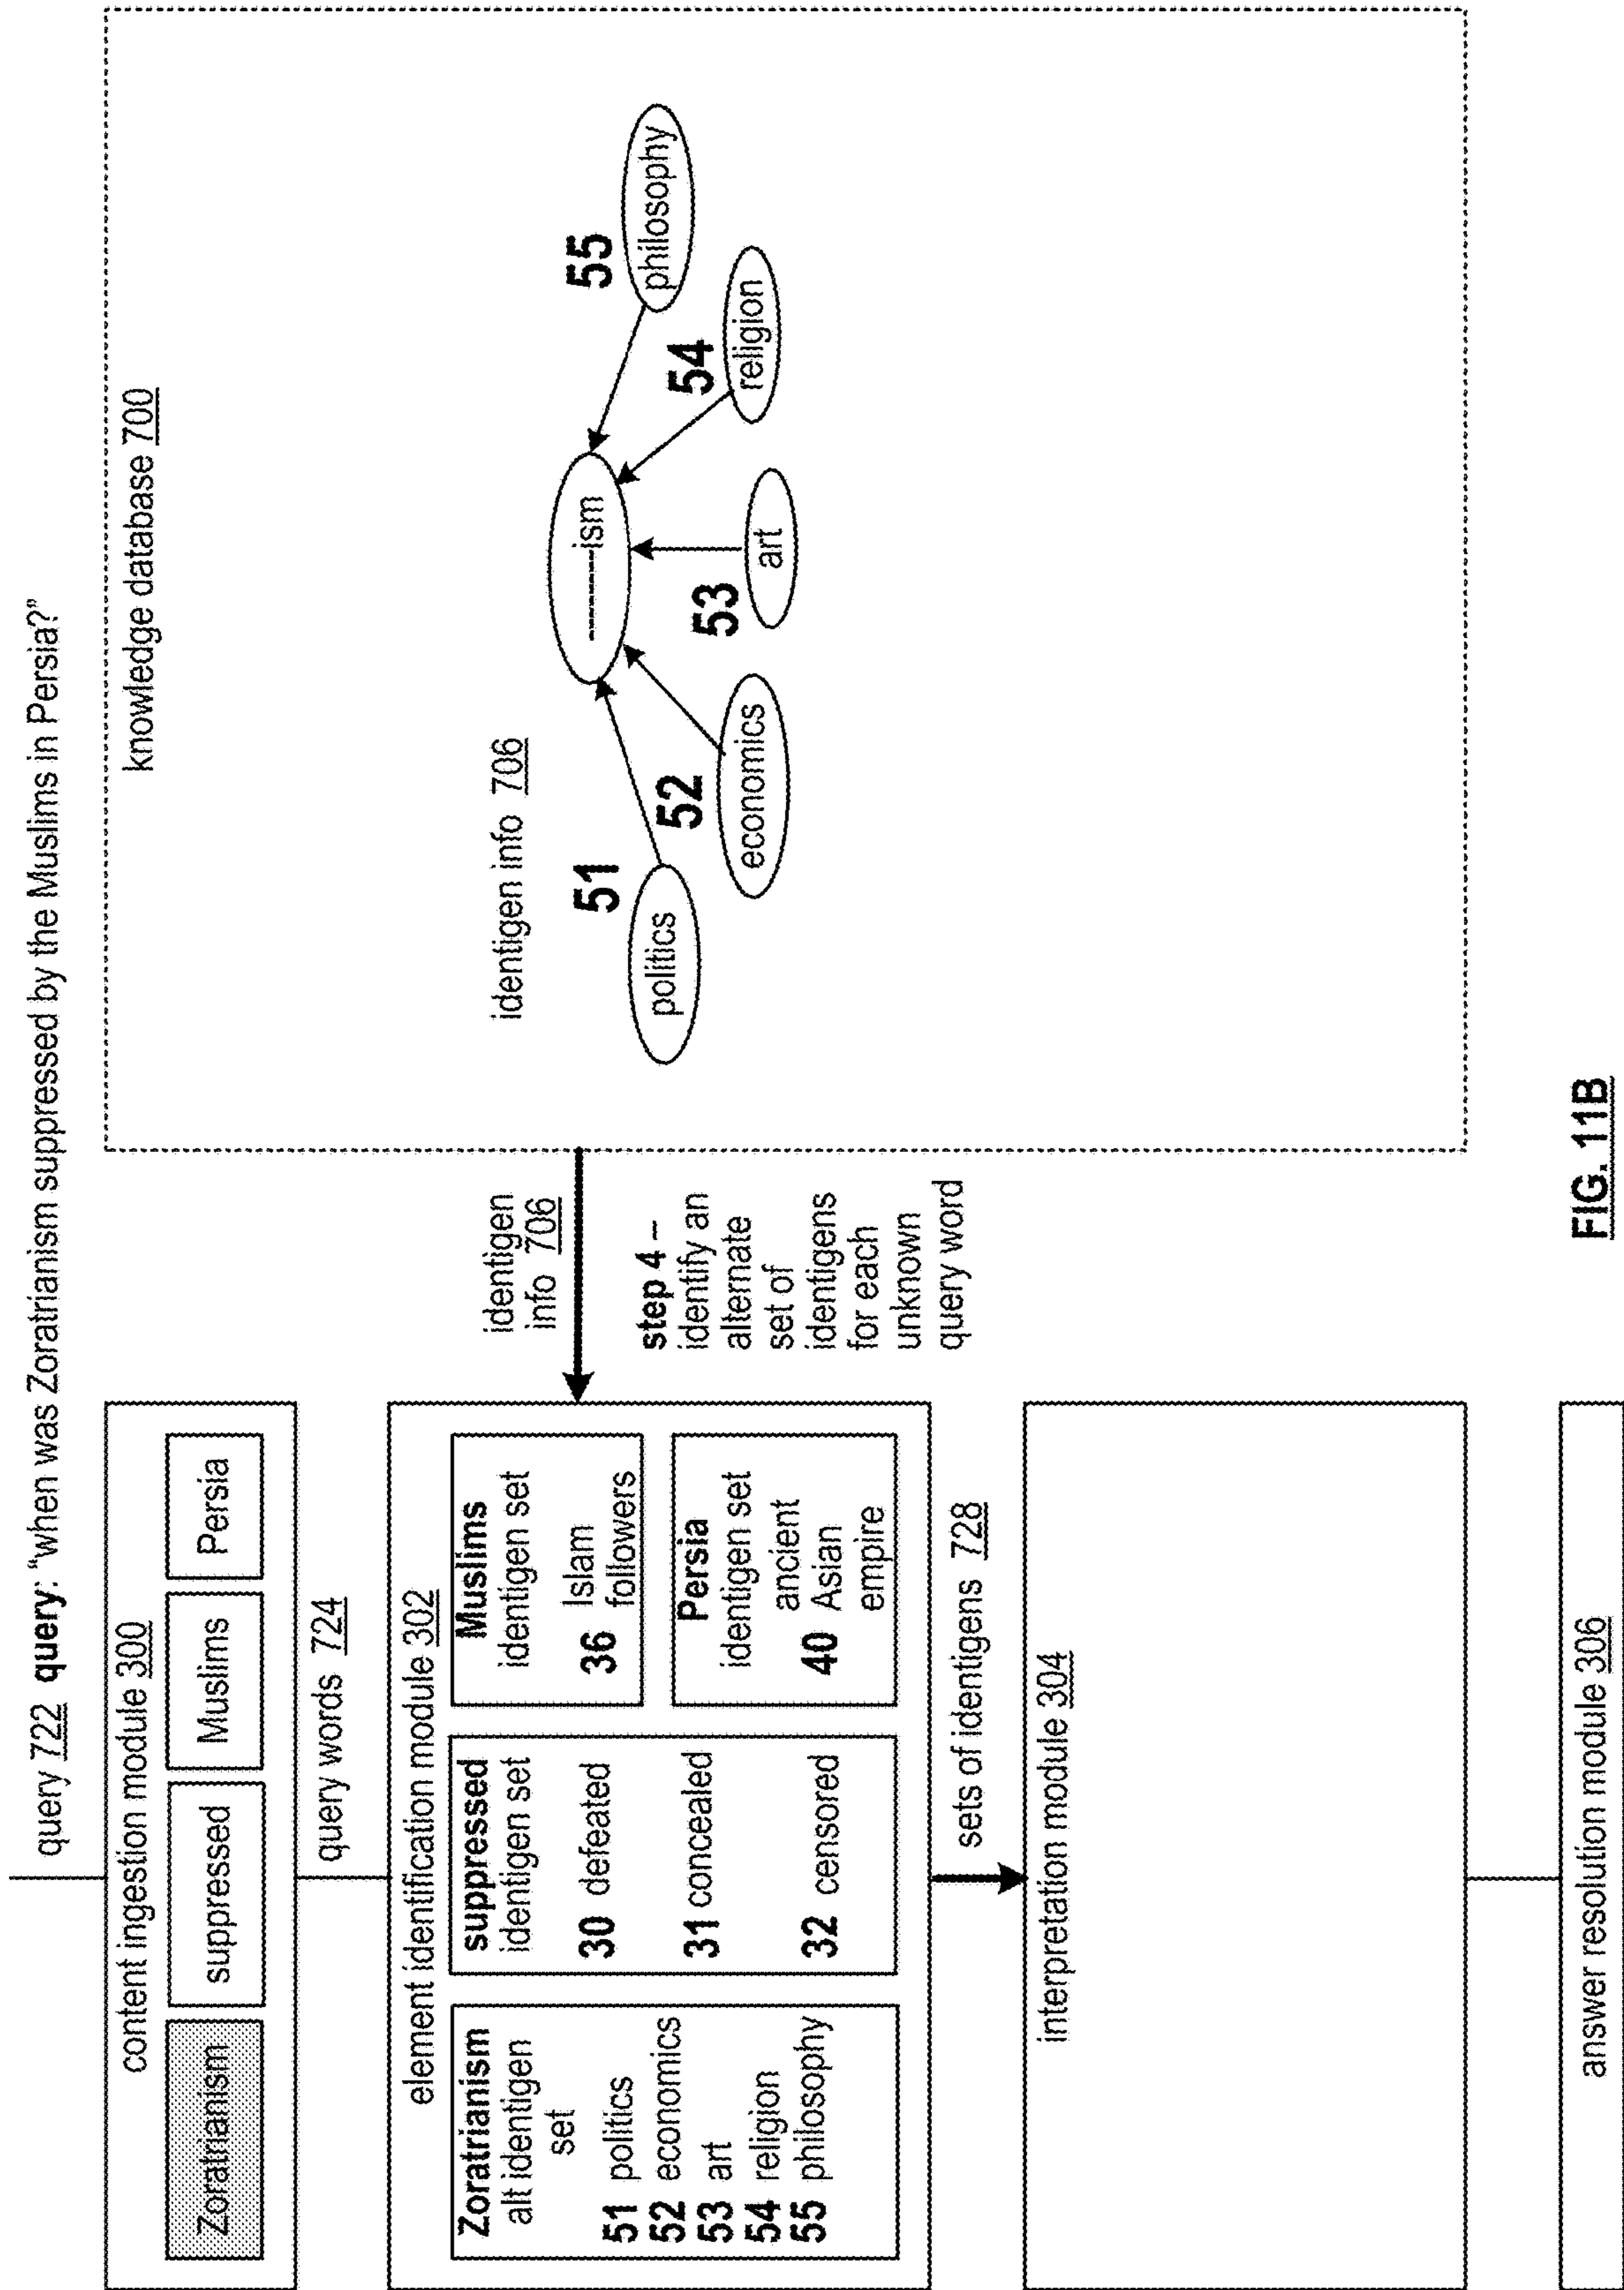 query 722 query: “when was Zoratrianism suppressed by the Muslims in Persia?”
content ingestion module 300
Zoratrianism
suppressed
Muslims
Persia
query words 724
element identification module 302
Zoratrianism
alt identigen
set
51 politics
52 economics
53 art
54 religion
55 philosophy
suppressed
identigen set
30 defeated
31 concealed
32 censored
Muslims
identigen set
36 Islam
followers
Persia
identigen set
ancient
40 Asian
empire
sets of identigens 728
interpretation module 304
answer resolution module 306
identigen
info 706
step 4 –
identify an
alternate
set of
identigens
for each
unknown
query word
knowledge database 700
identigen info 706
--------ism
51
politics
52
economics
53
art
54
religion
55
philosophy
FIG. 11B